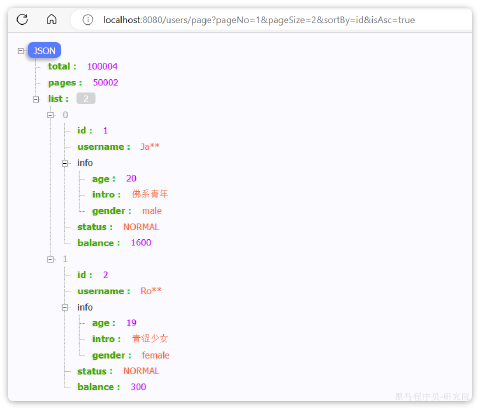 localhost:8080/users/page?pageNo=1&pageSize=2&sortBy=id&isAsc=true
JSON
total : 100004
pages : 50002
list : 2
0
id : 1
username : Ja**
info
age : 20
intro : 佛系青年
gender : male
status : NORMAL
balance : 1600
1
id : 2
username : Ro**
info
age : 19
intro : 青涩少女
gender : female
status : NORMAL
balance : 300